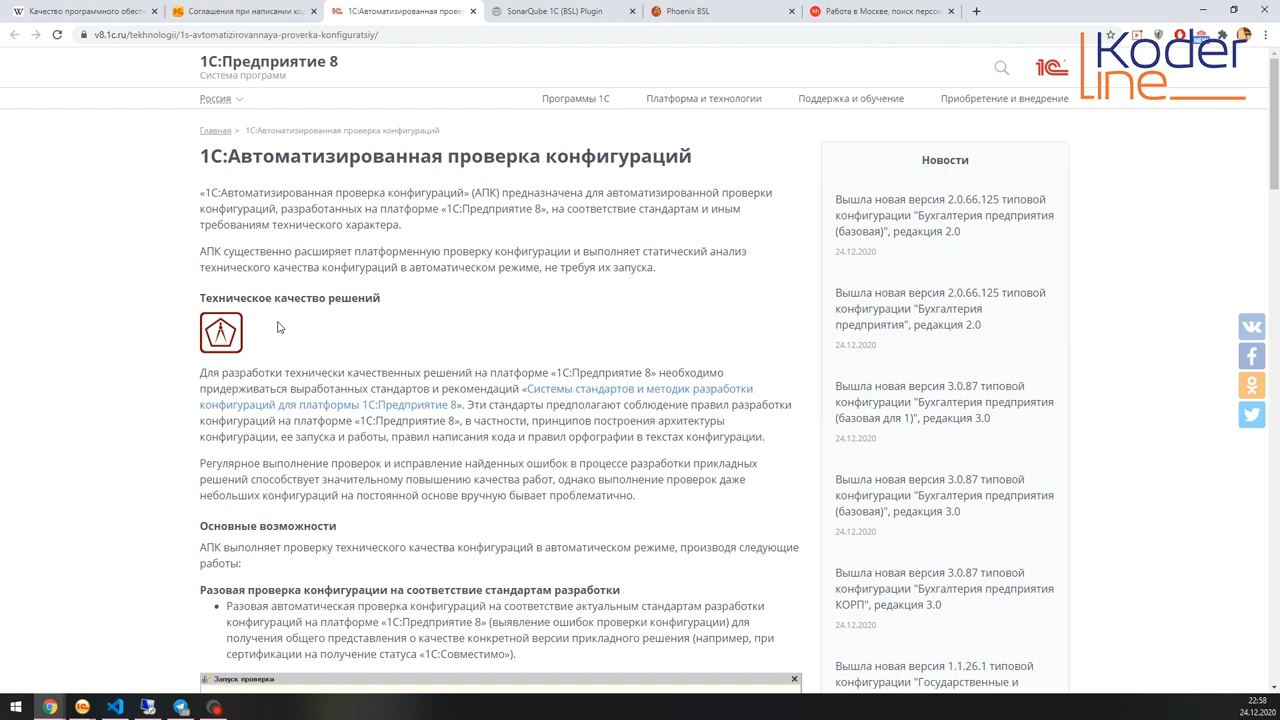 Качество программного обесп
Соглашения при написании ко
1С:Автоматизированная провер
SonarQube 1C (BSL) Plugin
Phoenix BSL
Работа в Москве, поиск персон
v8.1c.ru/tekhnologii/1s-avtomatizirovannaya-proverka-konfiguratsiy/
Koder
Line
1С:Предприятие 8
Система программ
1С
Россия
Программы 1С
Платформа и технологии
Поддержка и обучение
Приобретение и внедрение
Главная > 1С:Автоматизированная проверка конфигураций
1С:Автоматизированная проверка конфигураций
«1С:Автоматизированная проверка конфигураций» (АПК) предназначена для автоматизированной проверки
конфигураций, разработанных на платформе «1С:Предприятие 8», на соответствие стандартам и иным
требованиям технического характера.
АПК существенно расширяет платформенную проверку конфигурации и выполняет статический анализ
технического качества конфигураций в автоматическом режиме, не требуя их запуска.
Техническое качество решений
Для разработки технически качественных решений на платформе «1С:Предприятие 8» необходимо
придерживаться выработанных стандартов и рекомендаций «Системы стандартов и методик разработки
конфигураций для платформы 1С:Предприятие 8». Эти стандарты предполагают соблюдение правил разработки
конфигураций на платформе «1С:Предприятие 8», в частности, принципов построения архитектуры
конфигурации, ее запуска и работы, правил написания кода и правил орфографии в текстах конфигурации.
Регулярное выполнение проверок и исправление найденных ошибок в процессе разработки прикладных
решений способствует значительному повышению качества работ, однако выполнение проверок даже
небольших конфигураций на постоянной основе вручную бывает проблематично.
Основные возможности
АПК выполняет проверку технического качества конфигураций в автоматическом режиме, производя следующие
работы:
Разовая проверка конфигурации на соответствие стандартам разработки
Разовая автоматическая проверка конфигураций на соответствие актуальным стандартам разработки
конфигураций на платформе «1С:Предприятие 8» (выявление ошибок проверки конфигурации) для
получения общего представления о качестве конкретной версии прикладного решения (например, при
сертификации на получение статуса «1С:Совместимо»).
Запуск проверки
Новости
Вышла новая версия 2.0.66.125 типовой
конфигурации "Бухгалтерия предприятия
(базовая)", редакция 2.0
24.12.2020
Вышла новая версия 2.0.66.125 типовой
конфигурации "Бухгалтерия
предприятия", редакция 2.0
24.12.2020
Вышла новая версия 3.0.87 типовой
конфигурации "Бухгалтерия предприятия
(базовая для 1)", редакция 3.0
24.12.2020
Вышла новая версия 3.0.87 типовой
конфигурации "Бухгалтерия предприятия
(базовая)", редакция 3.0
24.12.2020
Вышла новая версия 3.0.87 типовой
конфигурации "Бухгалтерия предприятия
КОРП", редакция 3.0
24.12.2020
Вышла новая версия 1.1.26.1 типовой
конфигурации "Государственные и
22:58
24.12.2020